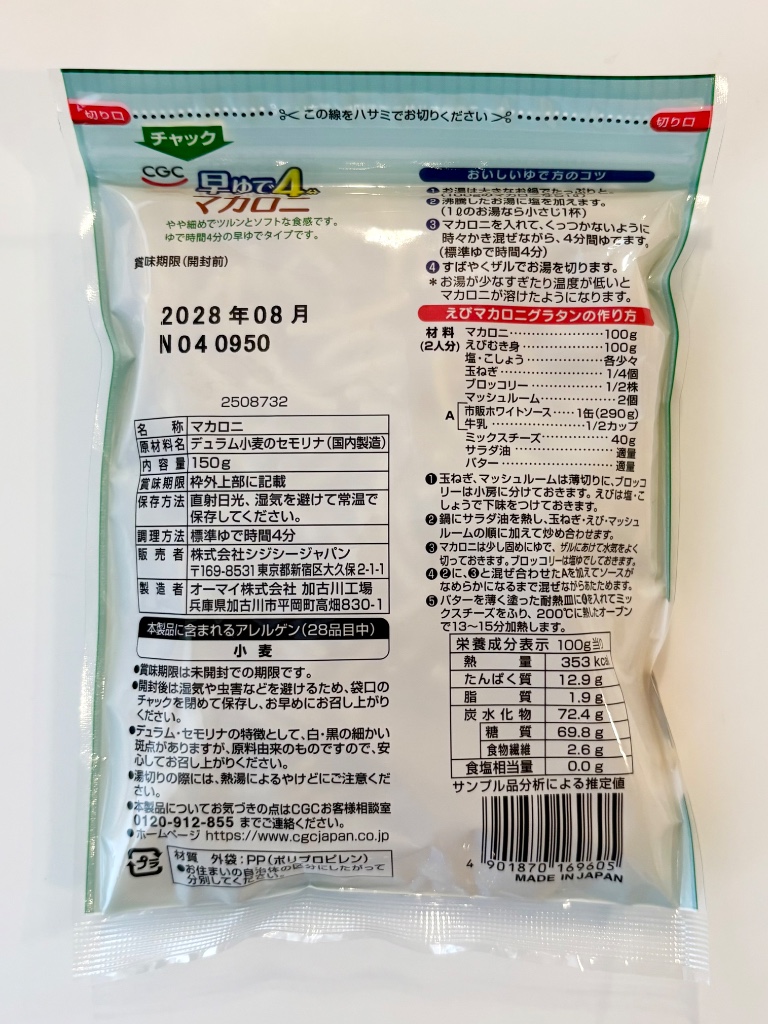 切り口
✂ この線をハサミでお切りください ✂
切り口
チャック
CGC
早ゆで4分
マカロニ
やや細めでツルンとソフトな食感です。
ゆで時間4分の早ゆでタイプです。
賞味期限(開封前)
2028年08月
N04 0950
2508732
名称 マカロニ
原材料名 デュラム小麦のセモリナ(国内製造)
内容量 150g
賞味期限 枠外上部に記載
保存方法 直射日光、湿気を避けて常温で
保存してください。
調理方法 標準ゆで時間4分
販売者 株式会社シジシージャパン
〒169-8531 東京都新宿区大久保2-1-1
製造者 オーマイ株式会社 加古川工場
兵庫県加古川市平岡町高畑830-1
本製品に含まれるアレルゲン(28品目中)
小麦
●賞味期限は未開封での期限です。
●開封後は湿気や虫害などを避けるため、袋口の
チャックを閉めて保存し、お早めにお召し上がり
ください。
●デュラム・セモリナの特徴として、白・黒の細かい
斑点がありますが、原料由来のものですので、安
心してお召し上がりください。
●湯切りの際には、熱湯によるやけどにご注意くだ
さい。
●本製品についてお気づきの点はCGCお客様相談室
0120-912-855 までご連絡ください。
●ホームページ https://www.cgcjapan.co.jp
プラ
材質 外袋:PP(ポリプロピレン)
●お住まいの自治体の区分にしたがって
分別してください。
おいしいゆで方のコツ
❶お湯は大きなお鍋でたっぷりと。
❷沸騰したお湯に塩を加えます。
(1ℓのお湯なら小さじ1杯)
❸マカロニを入れて、くっつかないように
時々かき混ぜながら、4分間ゆでます。
(標準ゆで時間4分)
❹すばやくザルでお湯を切ります。
*お湯が少なすぎたり温度が低いと
マカロニが溶けたようになります。
えびマカロニグラタンの作り方
材料 マカロニ……………………100g
(2人分) えびむき身…………………100g
塩・こしょう………………各少々
玉ねぎ………………………1/4個
ブロッコリー………………1/2株
マッシュルーム……………2個
A 市販ホワイトソース……1缶(290g)
牛乳……………………1/2カップ
ミックスチーズ……………40g
サラダ油……………………適量
バター………………………適量
❶玉ねぎ、マッシュルームは薄切りに、ブロッコ
リーは小房に分けておきます。えびは塩・こ
しょうで下味をつけておきます。
❷鍋にサラダ油を熱し、玉ねぎ・えび・マッシュ
ルームの順に加えて炒め合わせます。
❸マカロニは少し固めにゆで、ザルにあけて水気をよく
切っておきます。ブロッコリーは塩ゆでしておきます。
❹❷に、❸と混ぜ合わせたAを加えてソースが
なめらかになるまで混ぜながらあたためます。
❺バターを薄く塗った耐熱皿に❹を入れてミッ
クスチーズをふり、200℃に熱したオーブン
で13〜15分加熱します。
栄養成分表示 100g当り
熱量 353 kcal
たんぱく質 12.9 g
脂質 1.9 g
炭水化物 72.4 g
糖質 69.8 g
食物繊維 2.6 g
食塩相当量 0.0 g
サンプル品分析による推定値
4 901870 169605
MADE IN JAPAN